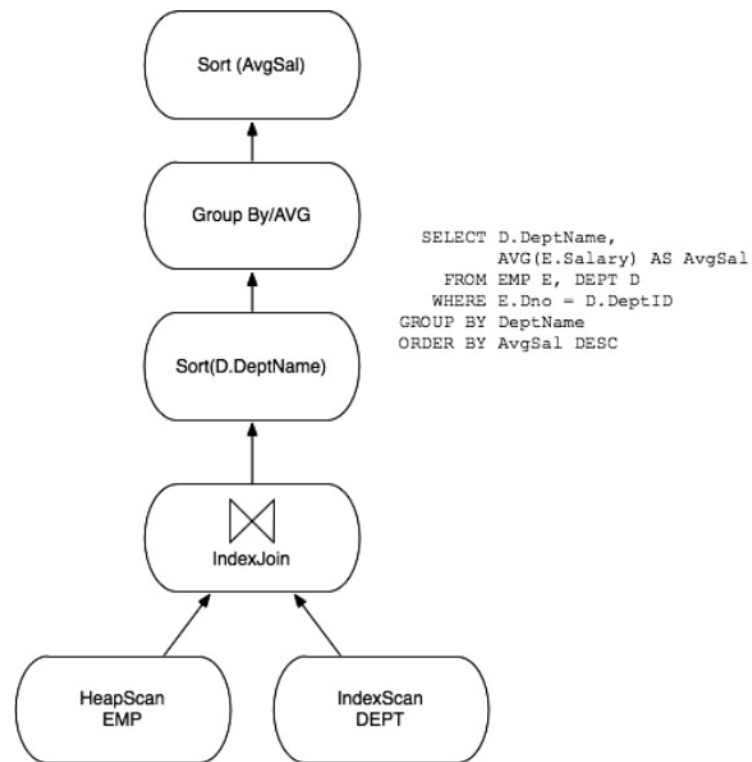 Sort (AvgSal)
Group By/AVG
SELECT D.DeptName,
AVG(E.Salary) AS AvgSal
FROM EMP E, DEPT D
WHERE E.Dno = D.DeptID
GROUP BY DeptName
ORDER BY AvgSal DESC
Sort(D.DeptName)
IndexJoin
HeapScan
EMP
IndexScan
DEPT